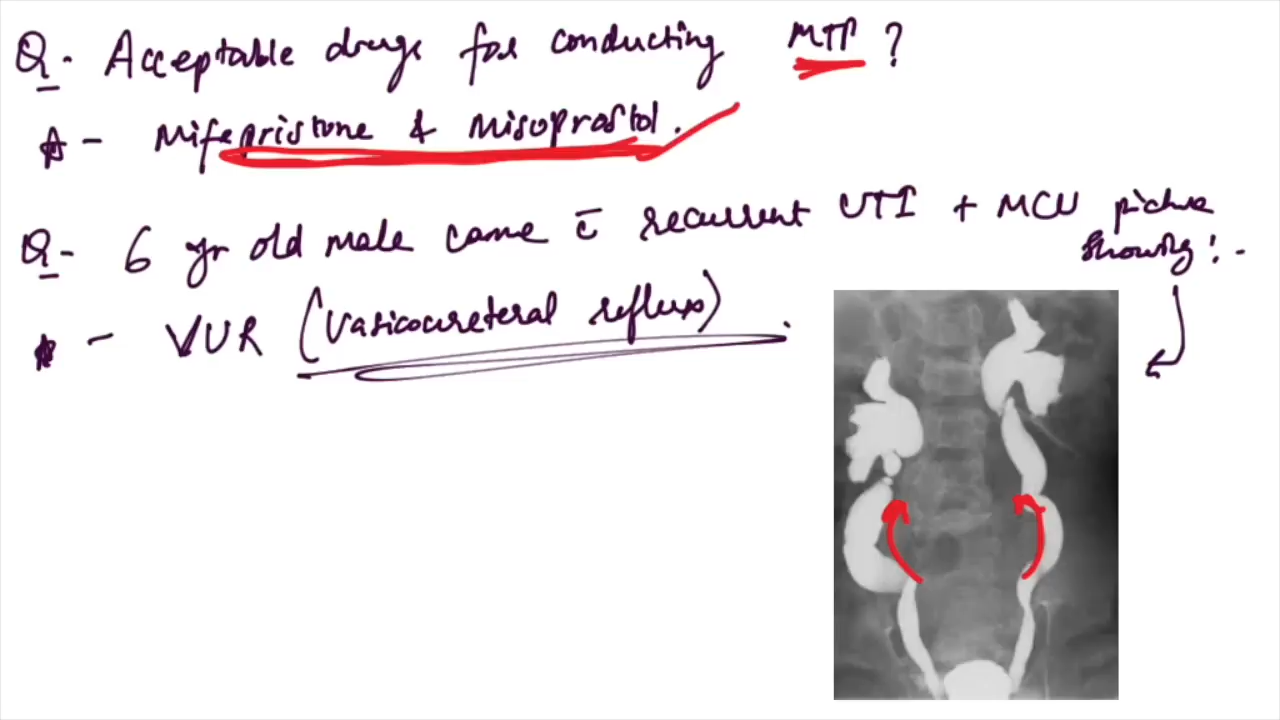 Q- Acceptable drugs for conducting MTP ?
A - Mifepristone & Misoprostol.
Q- 6 yr old male came c̄ recurrent UTI + MCU picture
showing : -
A - VUR (Vasicoureteral reflux)